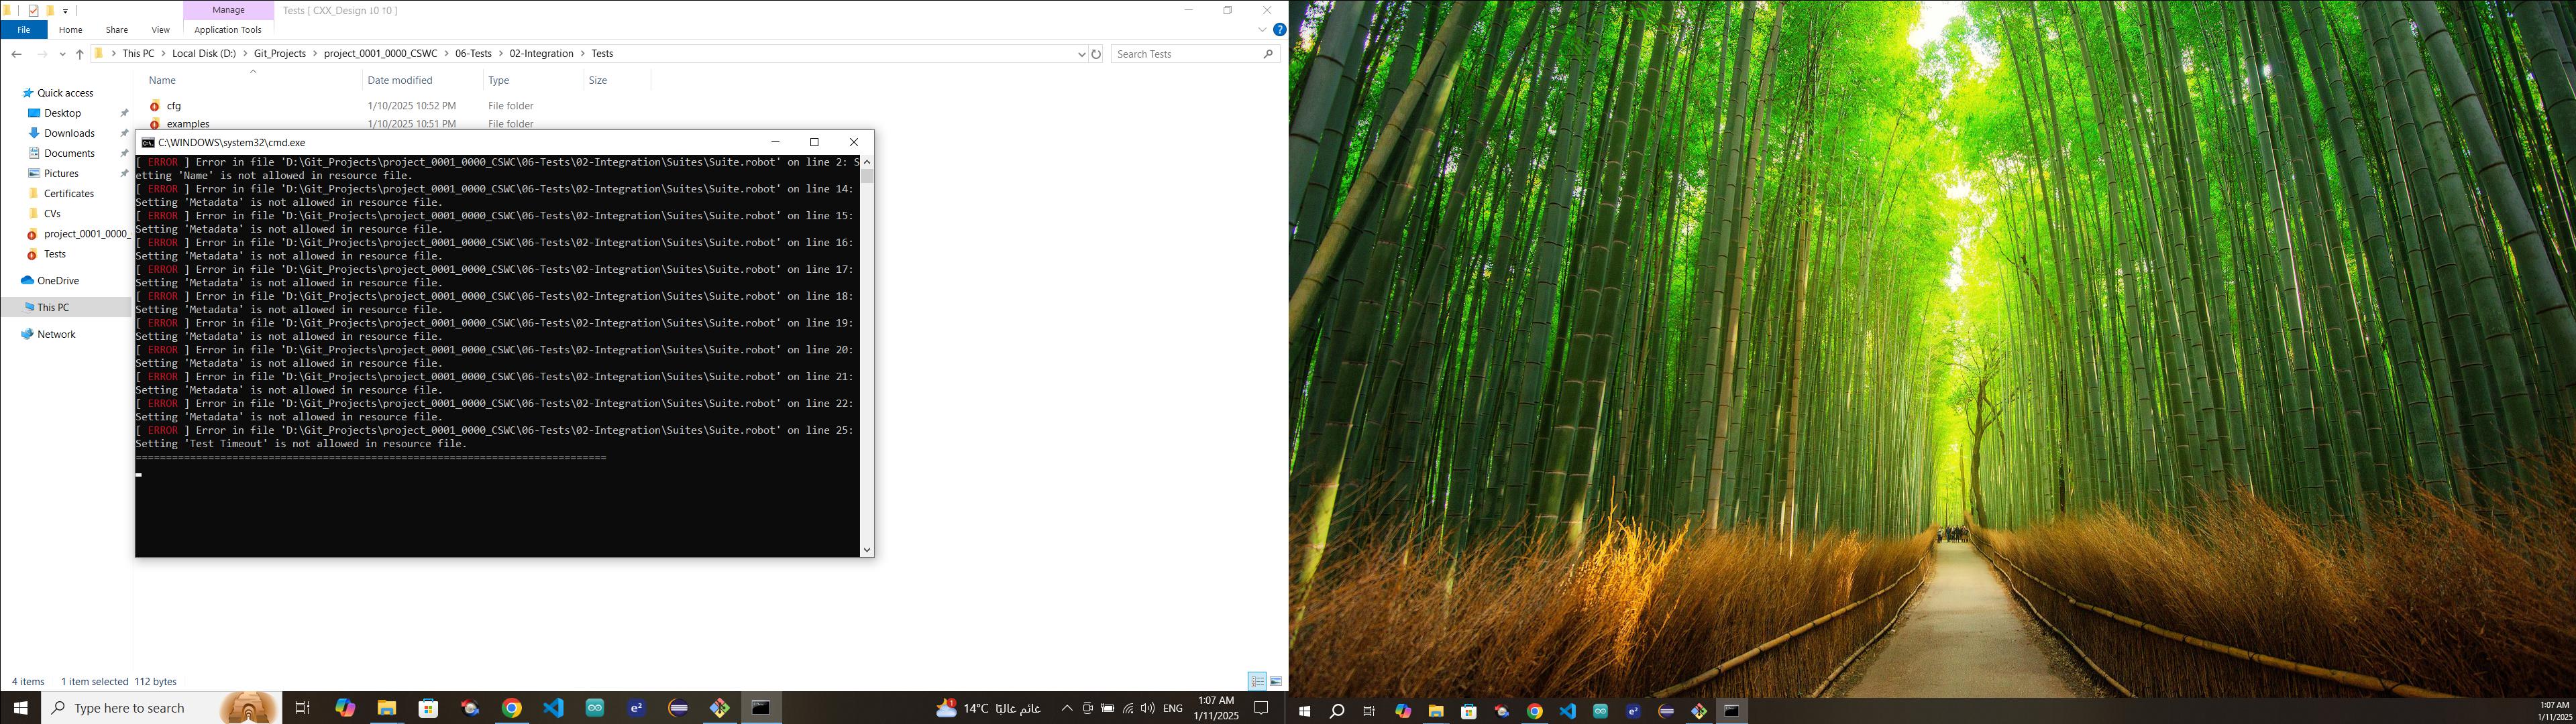 Manage
Tests [ CXX_Design ↓0 ↑0 ]
File
Home
Share
View
Application Tools
This PC
Local Disk (D:)
Git_Projects
project_0001_0000_CSWC
06-Tests
02-Integration
Tests
Search Tests
Name
Date modified
Type
Size
Quick access
Desktop
Downloads
Documents
Pictures
Certificates
CVs
project_0001_0000_
Tests
OneDrive
This PC
Network
cfg 1/10/2025 10:52 PM File folder
examples 1/10/2025 10:51 PM File folder
C:\WINDOWS\system32\cmd.exe
[ ERROR ] Error in file 'D:\Git_Projects\project_0001_0000_CSWC\06-Tests\02-Integration\Suites\Suite.robot' on line 2: S
etting 'Name' is not allowed in resource file.
[ ERROR ] Error in file 'D:\Git_Projects\project_0001_0000_CSWC\06-Tests\02-Integration\Suites\Suite.robot' on line 14:
Setting 'Metadata' is not allowed in resource file.
[ ERROR ] Error in file 'D:\Git_Projects\project_0001_0000_CSWC\06-Tests\02-Integration\Suites\Suite.robot' on line 15:
Setting 'Metadata' is not allowed in resource file.
[ ERROR ] Error in file 'D:\Git_Projects\project_0001_0000_CSWC\06-Tests\02-Integration\Suites\Suite.robot' on line 16:
Setting 'Metadata' is not allowed in resource file.
[ ERROR ] Error in file 'D:\Git_Projects\project_0001_0000_CSWC\06-Tests\02-Integration\Suites\Suite.robot' on line 17:
Setting 'Metadata' is not allowed in resource file.
[ ERROR ] Error in file 'D:\Git_Projects\project_0001_0000_CSWC\06-Tests\02-Integration\Suites\Suite.robot' on line 18:
Setting 'Metadata' is not allowed in resource file.
[ ERROR ] Error in file 'D:\Git_Projects\project_0001_0000_CSWC\06-Tests\02-Integration\Suites\Suite.robot' on line 19:
Setting 'Metadata' is not allowed in resource file.
[ ERROR ] Error in file 'D:\Git_Projects\project_0001_0000_CSWC\06-Tests\02-Integration\Suites\Suite.robot' on line 20:
Setting 'Metadata' is not allowed in resource file.
[ ERROR ] Error in file 'D:\Git_Projects\project_0001_0000_CSWC\06-Tests\02-Integration\Suites\Suite.robot' on line 21:
Setting 'Metadata' is not allowed in resource file.
[ ERROR ] Error in file 'D:\Git_Projects\project_0001_0000_CSWC\06-Tests\02-Integration\Suites\Suite.robot' on line 22:
Setting 'Metadata' is not allowed in resource file.
[ ERROR ] Error in file 'D:\Git_Projects\project_0001_0000_CSWC\06-Tests\02-Integration\Suites\Suite.robot' on line 25:
Setting 'Test Timeout' is not allowed in resource file.
==============================================================================
4 items 1 item selected 112 bytes
Type here to search
e²
14°C غائم غالبًا
ENG
1:07 AM
1/11/2025
e²
1:07 AM
1/11/2025